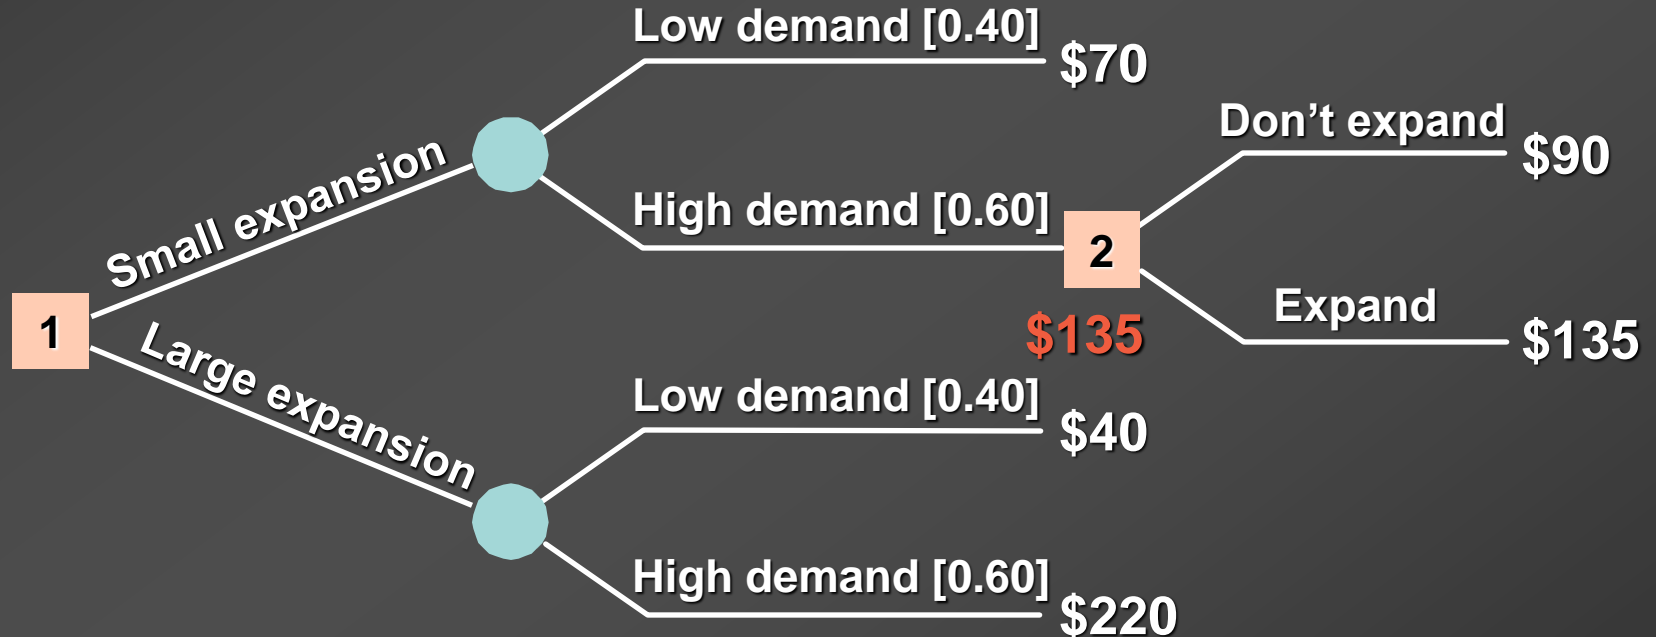 Low demand [0.40]
$70
Don’t expand
$90
Small expansion
High demand [0.60]
2
1
Expand
$135
$135
Large expansion
Low demand [0.40]
$40
High demand [0.60]
$220